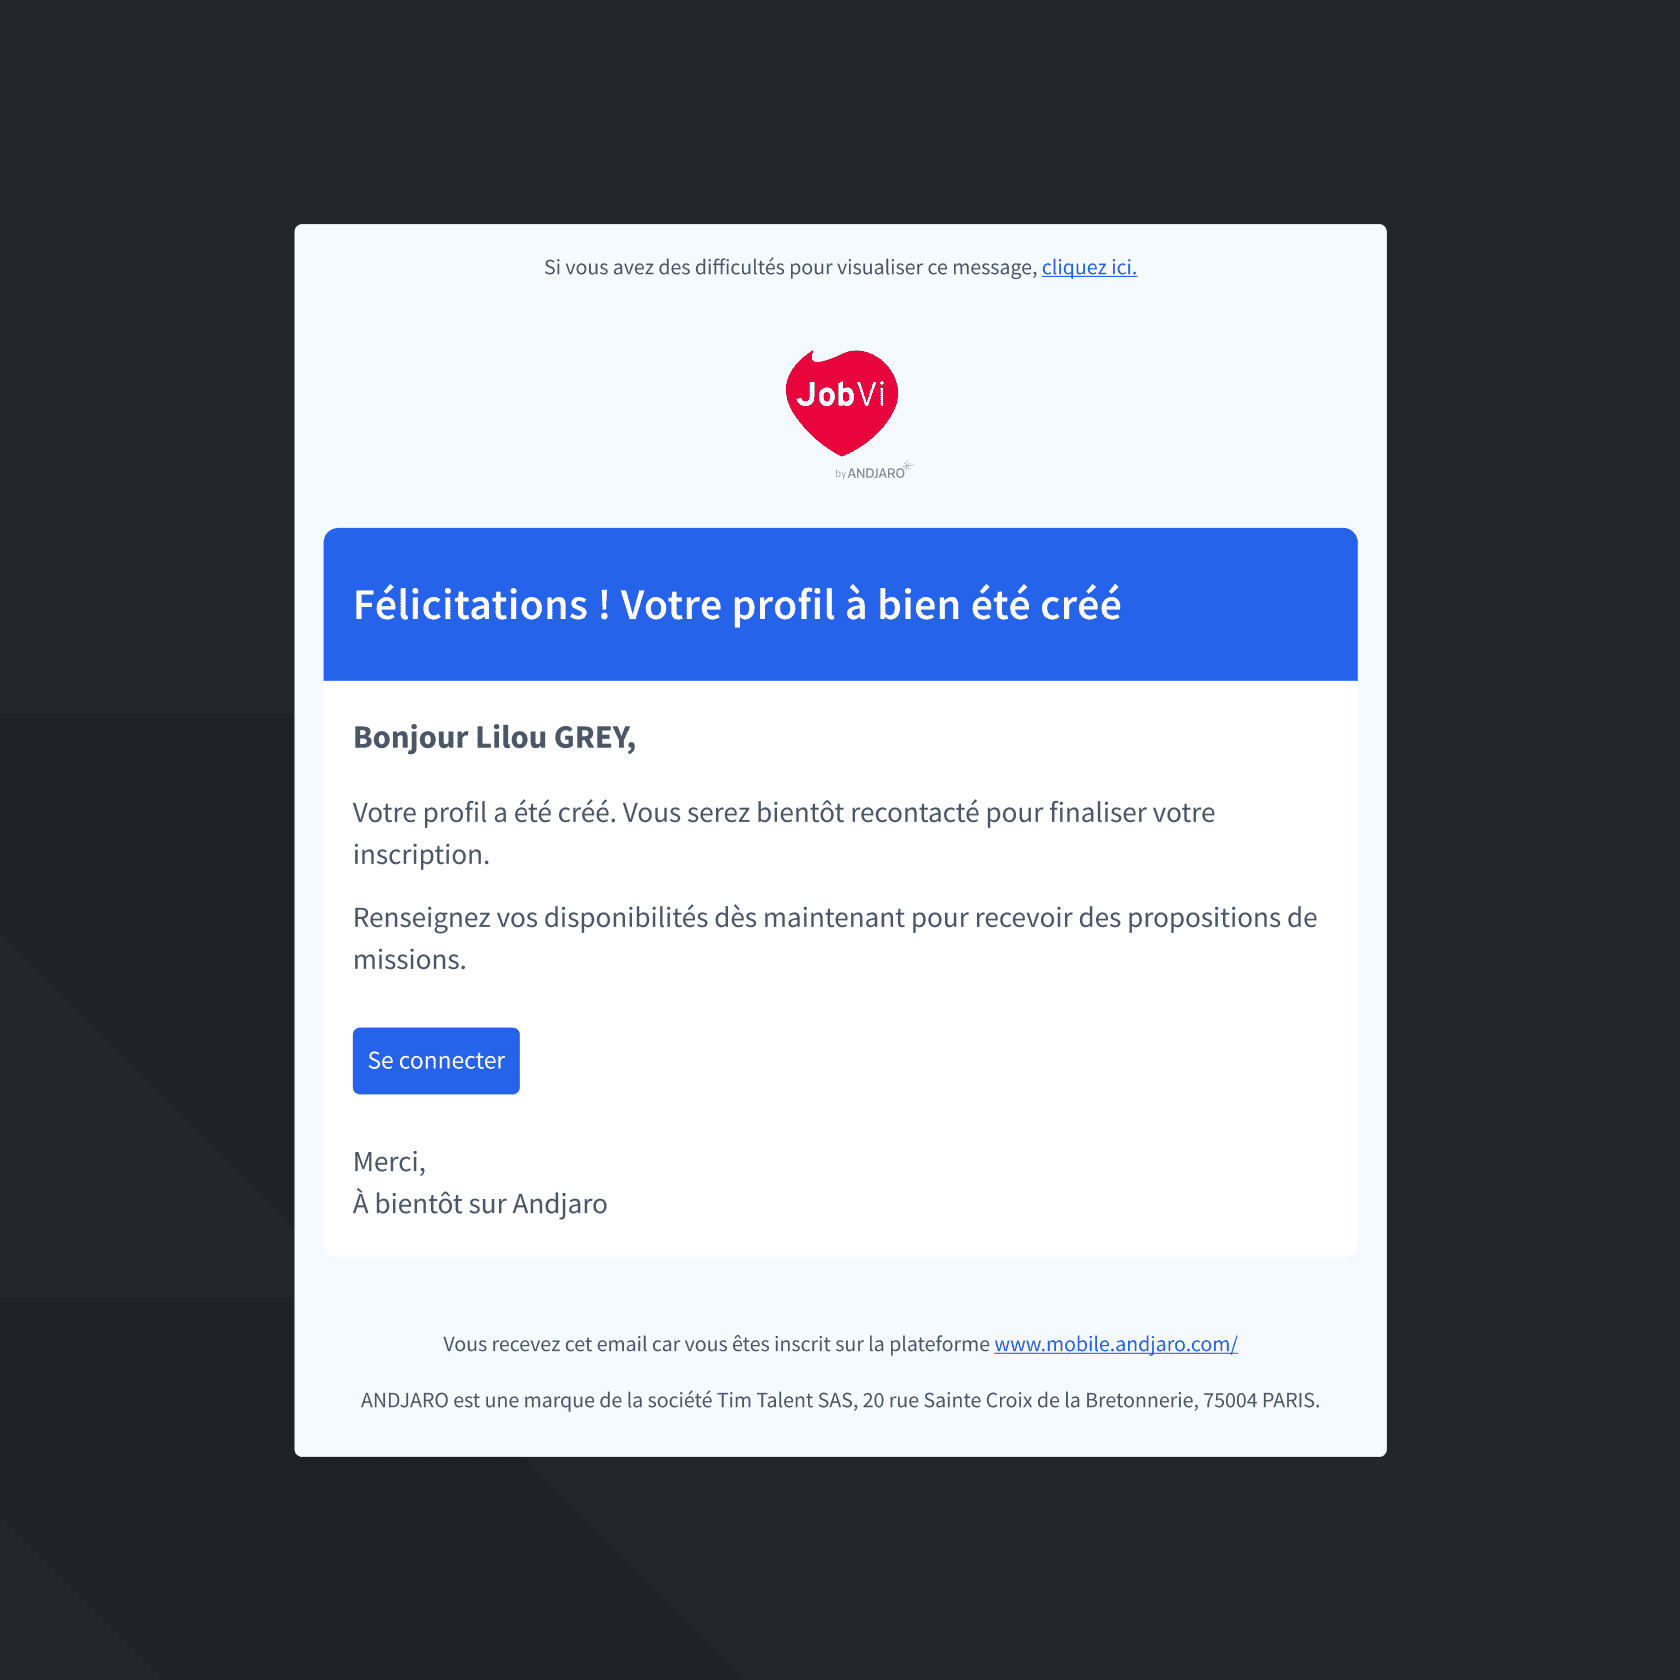 Si vous avez des difficultés pour visualiser ce message, cliquez ici.
JobVi
by ANDJARO
Félicitations ! Votre profil à bien été créé
Bonjour Lilou GREY,
Votre profil a été créé. Vous serez bientôt recontacté pour finaliser votre
inscription.
Renseignez vos disponibilités dès maintenant pour recevoir des propositions de
missions.
Se connecter
Merci,
À bientôt sur Andjaro
Vous recevez cet email car vous êtes inscrit sur la plateforme www.mobile.andjaro.com/
ANDJARO est une marque de la société Tim Talent SAS, 20 rue Sainte Croix de la Bretonnerie, 75004 PARIS.